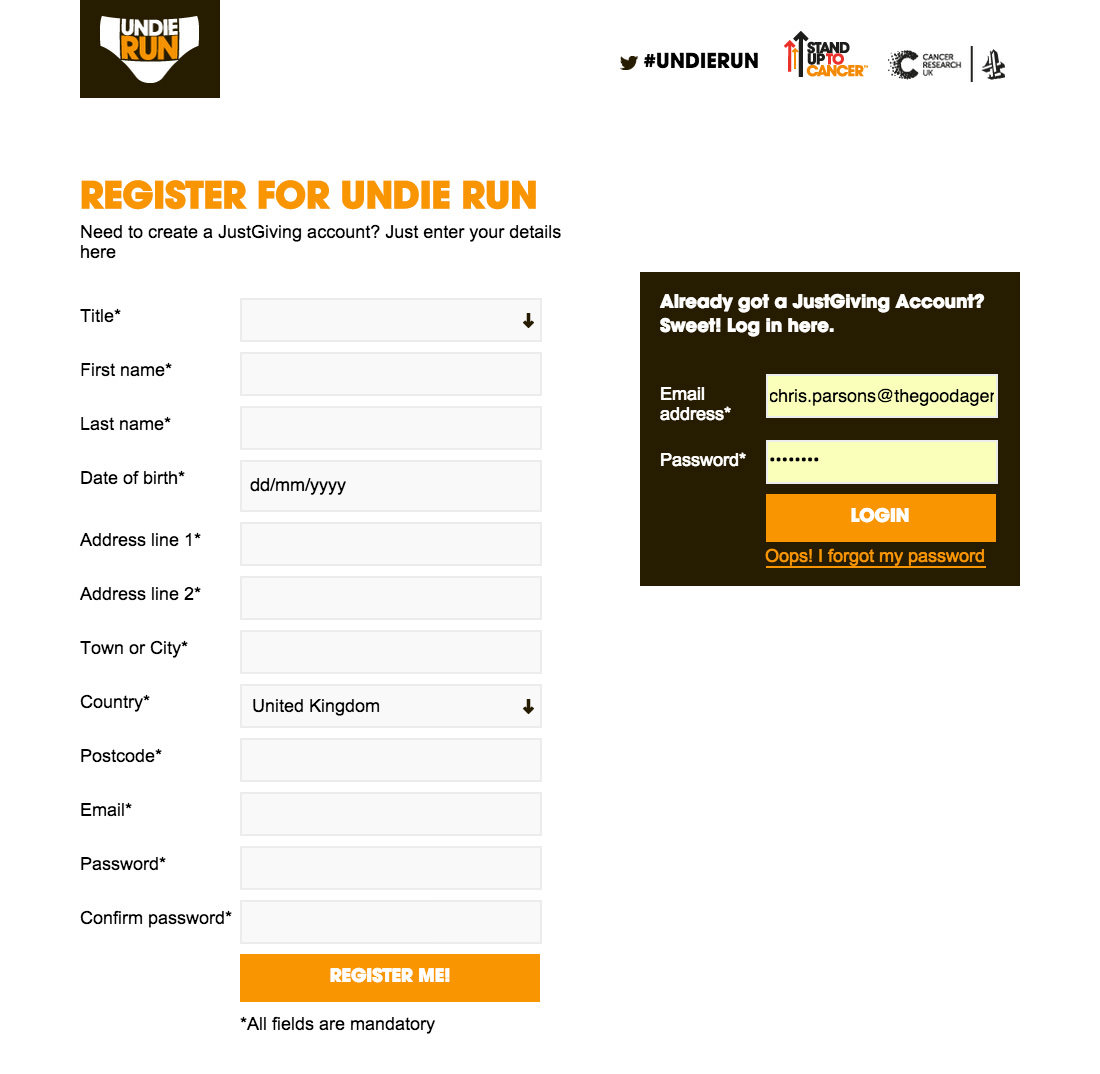 UNDIE
RUN
#UNDIERUN
STAND
UP TO
CANCER™
CANCER
RESEARCH
UK
4
REGISTER FOR UNDIE RUN
Need to create a JustGiving account? Just enter your details
here
Title*
First name*
Last name*
Date of birth*
dd/mm/yyyy
Address line 1*
Address line 2*
Town or City*
Country*
United Kingdom
Postcode*
Email*
Password*
Confirm password*
REGISTER ME!
*All fields are mandatory
Already got a JustGiving Account?
Sweet! Log in here.
Email
address*
chris.parsons@thegoodager
Password*
••••••••
LOGIN
Oops! I forgot my password